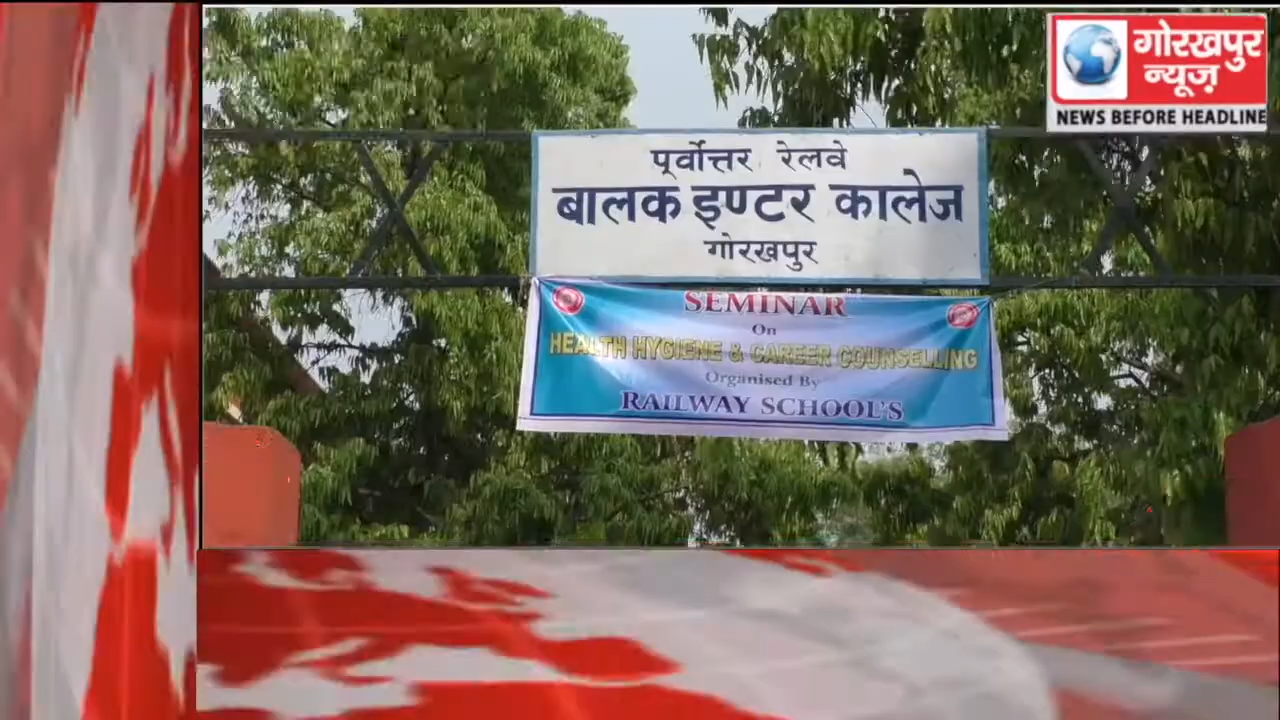 गोरखपुर
न्यूज़
NEWS BEFORE HEADLINE
पूर्वोत्तर रेलवे
बालक इण्टर कालेज
गोरखपुर
SEMINAR
On
HEALTH HYGIENE & CAREER COUNSELLING
Organised By
RAILWAY SCHOOL'S